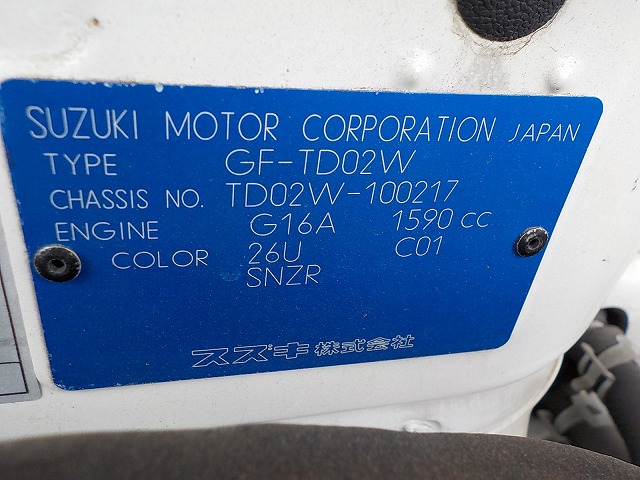 SUZUKI MOTOR CORPORATION JAPAN
TYPE GF-TD02W
CHASSIS NO. TD02W-100217
ENGINE G16A 1590 CC
COLOR 26U C01
SNZR
スズキ株式会社